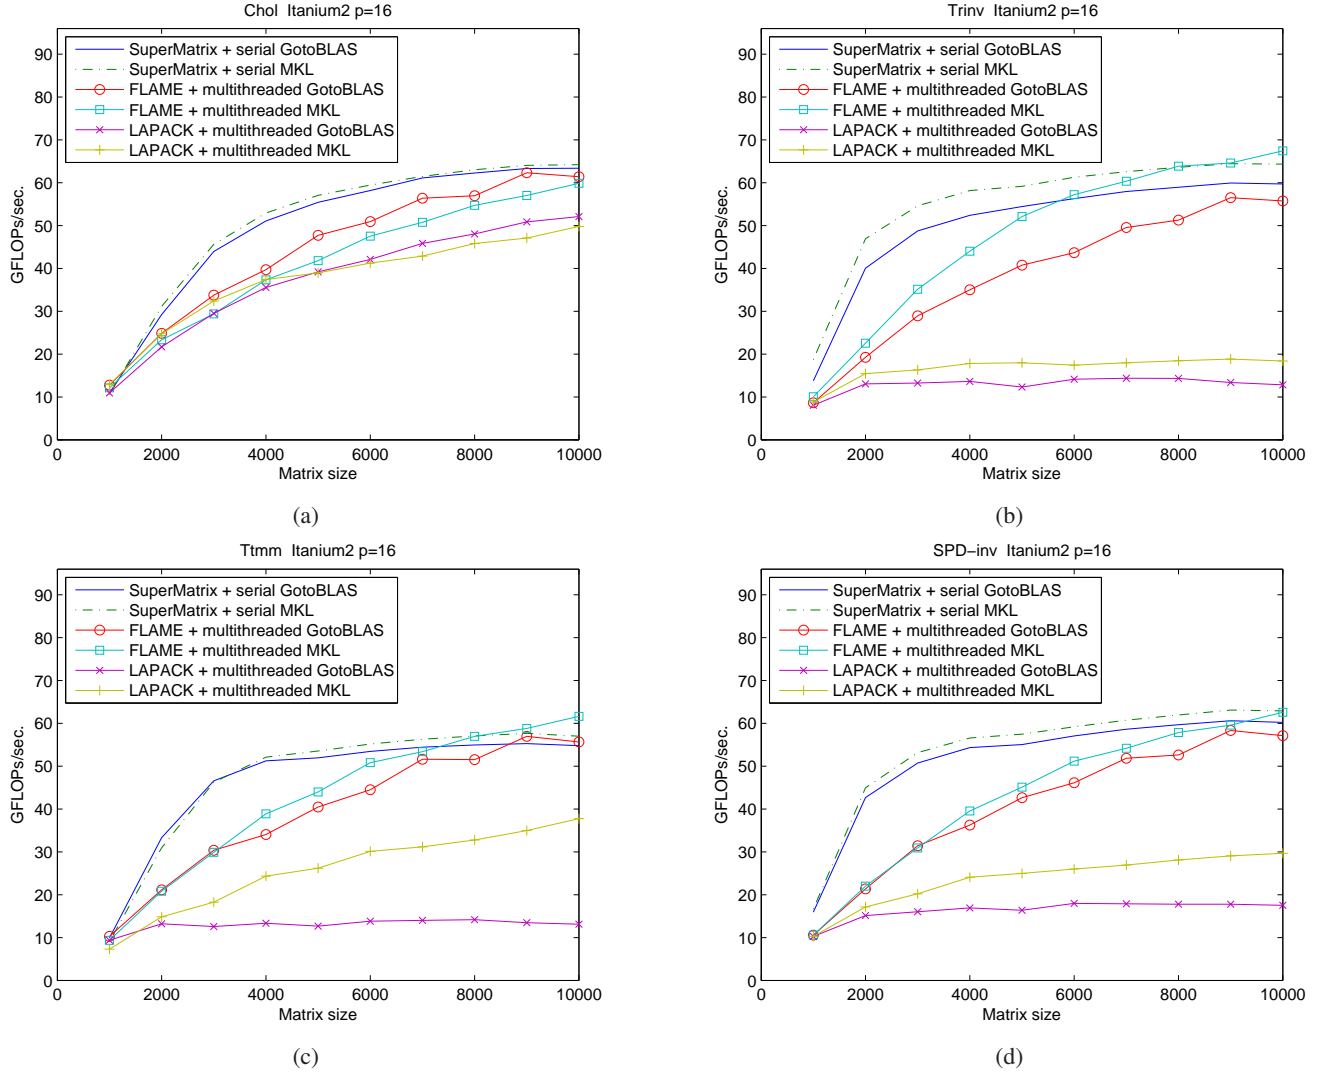 Chol Itanium2 p=16
SuperMatrix + serial GotoBLAS
SuperMatrix + serial MKL
FLAME + multithreaded GotoBLAS
FLAME + multithreaded MKL
LAPACK + multithreaded GotoBLAS
LAPACK + multithreaded MKL
90
80
70
60
50
40
30
20
10
0
GFLOPs/sec.
0 2000 4000 6000 8000 10000
Matrix size
(a)
Trinv Itanium2 p=16
SuperMatrix + serial GotoBLAS
SuperMatrix + serial MKL
FLAME + multithreaded GotoBLAS
FLAME + multithreaded MKL
LAPACK + multithreaded GotoBLAS
LAPACK + multithreaded MKL
90
80
70
60
50
40
30
20
10
0
GFLOPs/sec.
0 2000 4000 6000 8000 10000
Matrix size
(b)
Ttmm Itanium2 p=16
SuperMatrix + serial GotoBLAS
SuperMatrix + serial MKL
FLAME + multithreaded GotoBLAS
FLAME + multithreaded MKL
LAPACK + multithreaded GotoBLAS
LAPACK + multithreaded MKL
90
80
70
60
50
40
30
20
10
0
GFLOPs/sec.
0 2000 4000 6000 8000 10000
Matrix size
(c)
SPD−inv Itanium2 p=16
SuperMatrix + serial GotoBLAS
SuperMatrix + serial MKL
FLAME + multithreaded GotoBLAS
FLAME + multithreaded MKL
LAPACK + multithreaded GotoBLAS
LAPACK + multithreaded MKL
90
80
70
60
50
40
30
20
10
0
GFLOPs/sec.
0 2000 4000 6000 8000 10000
Matrix size
(d)